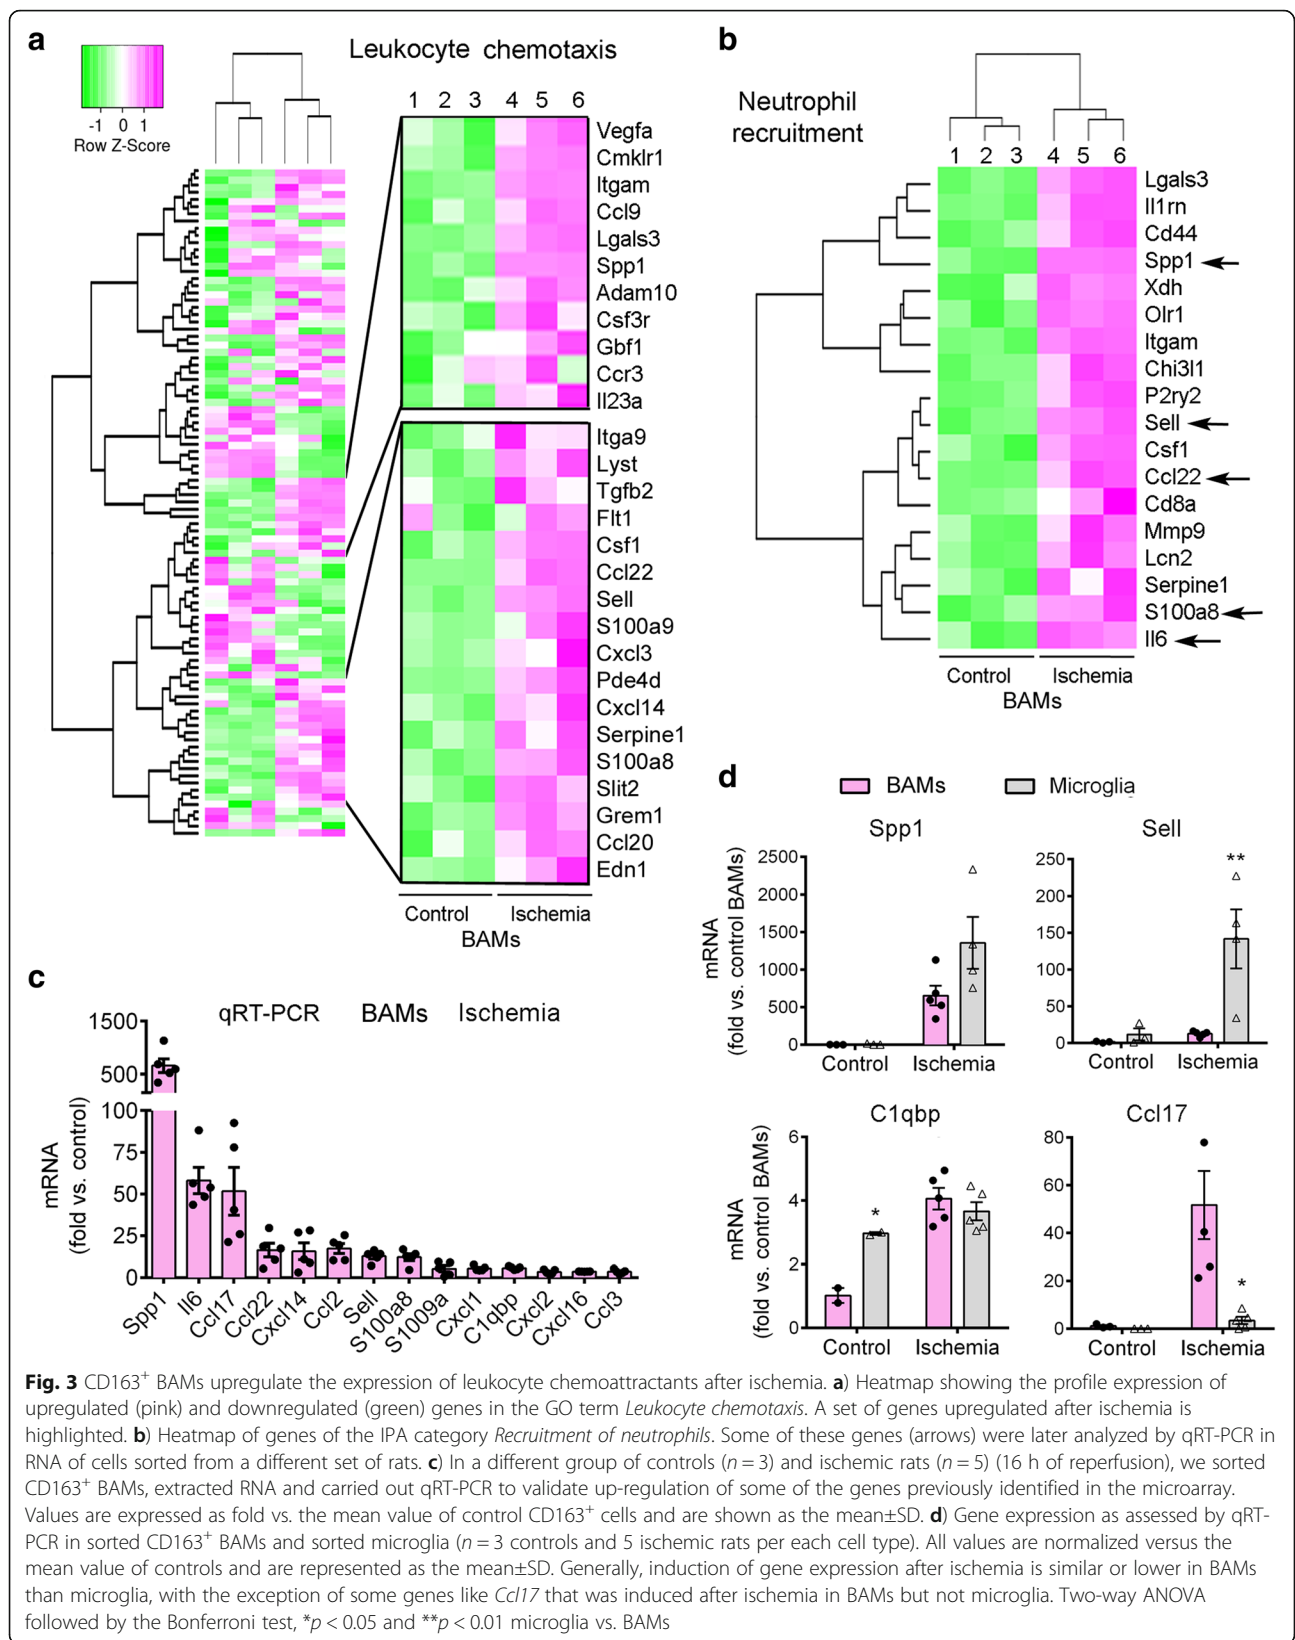 a
Leukocyte chemotaxis
-1 0 1
Row Z-Score
1 2 3 4 5 6
Vegfa
Cmklr1
Itgam
Ccl9
Lgals3
Spp1
Adam10
Csf3r
Gbf1
Ccr3
Il23a
Itga9
Lyst
Tgfb2
Flt1
Csf1
Ccl22
Sell
S100a9
Cxcl3
Pde4d
Cxcl14
Serpine1
S100a8
Slit2
Grem1
Ccl20
Edn1
Control Ischemia
BAMs
b
Neutrophil
recruitment
1 2 3 4 5 6
Lgals3
Il1rn
Cd44
Spp1
Xdh
Olr1
Itgam
Chi3l1
P2ry2
Sell
Csf1
Ccl22
Cd8a
Mmp9
Lcn2
Serpine1
S100a8
Il6
Control Ischemia
BAMs
c
qRT-PCR BAMs Ischemia
mRNA
(fold vs. control)
1500
500
100
75
50
25
0
Spp1
Il6
Ccl17
Ccl22
Cxcl14
Ccl2
Sell
S100a8
S1009a
Cxcl1
C1qbp
Cxcl2
Cxcl16
Ccl3
d
BAMs Microglia
Spp1
mRNA
(fold vs. control BAMs)
2500
2000
1500
1000
500
0
Control Ischemia
Sell
250
200
150
100
50
0
**
Control Ischemia
C1qbp
mRNA
(fold vs. control BAMs)
6
4
2
0
*
Control Ischemia
Ccl17
80
60
40
20
0
*
Control Ischemia
Fig. 3 CD163+ BAMs upregulate the expression of leukocyte chemoattractants after ischemia. a) Heatmap showing the profile expression of
upregulated (pink) and downregulated (green) genes in the GO term Leukocyte chemotaxis. A set of genes upregulated after ischemia is
highlighted. b) Heatmap of genes of the IPA category Recruitment of neutrophils. Some of these genes (arrows) were later analyzed by qRT-PCR in
RNA of cells sorted from a different set of rats. c) In a different group of controls (n = 3) and ischemic rats (n = 5) (16 h of reperfusion), we sorted
CD163+ BAMs, extracted RNA and carried out qRT-PCR to validate up-regulation of some of the genes previously identified in the microarray.
Values are expressed as fold vs. the mean value of control CD163+ cells and are shown as the mean±SD. d) Gene expression as assessed by qRT-
PCR in sorted CD163+ BAMs and sorted microglia (n = 3 controls and 5 ischemic rats per each cell type). All values are normalized versus the
mean value of controls and are represented as the mean±SD. Generally, induction of gene expression after ischemia is similar or lower in BAMs
than microglia, with the exception of some genes like Ccl17 that was induced after ischemia in BAMs but not microglia. Two-way ANOVA
followed by the Bonferroni test, *p < 0.05 and **p < 0.01 microglia vs. BAMs